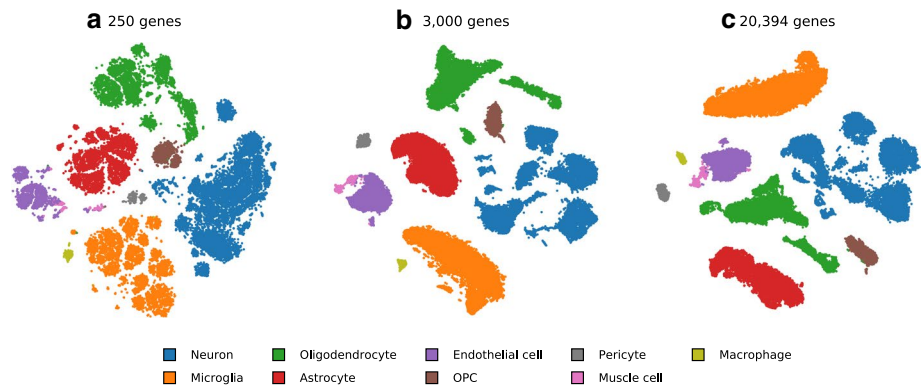 a 250 genes
b 3,000 genes
c 20,394 genes
Neuron Oligodendrocyte Endothelial cell Pericyte Macrophage
Microglia Astrocyte OPC Muscle cell